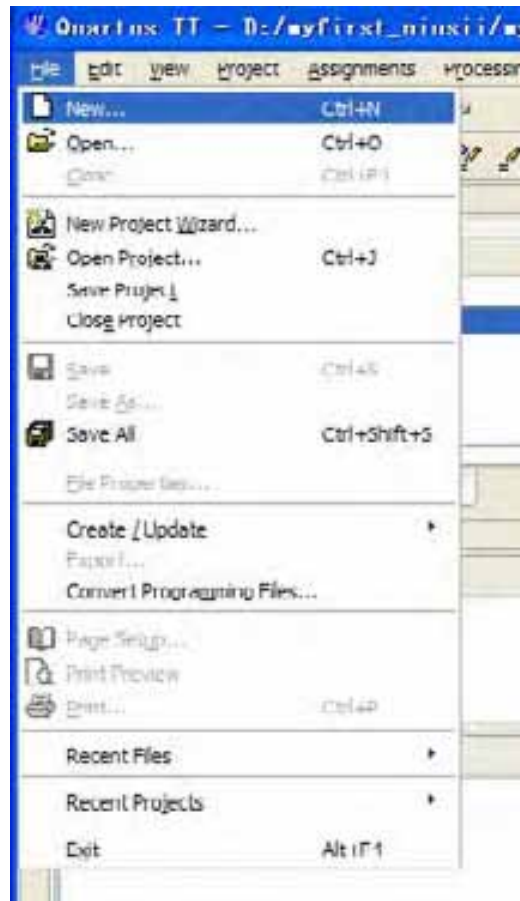 Quartus II - D:/myfirst_niosii/
File Edit View Project Assignments
New... Ctrl+N
Open... Ctrl+O
Close Ctrl+F4
New Project Wizard...
Open Project... Ctrl+J
Save Project
Close Project
Save Ctrl+S
Save As...
Save All Ctrl+Shift+S
File Properties...
Create / Update
Export...
Convert Programming Files...
Page Setup...
Print Preview
Print... Ctrl+P
Recent Files
Recent Projects
Exit Alt+F4